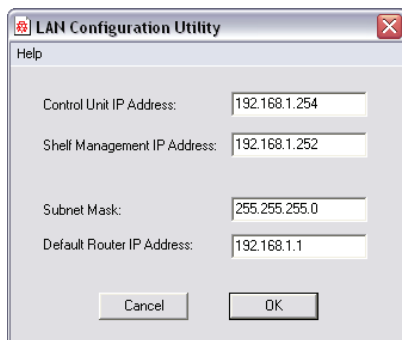 LAN Configuration Utility
Help
Control Unit IP Address: 192.168.1.254
Shelf Management IP Address: 192.168.1.252
Subnet Mask: 255.255.255.0
Default Router IP Address: 192.168.1.1
Cancel OK